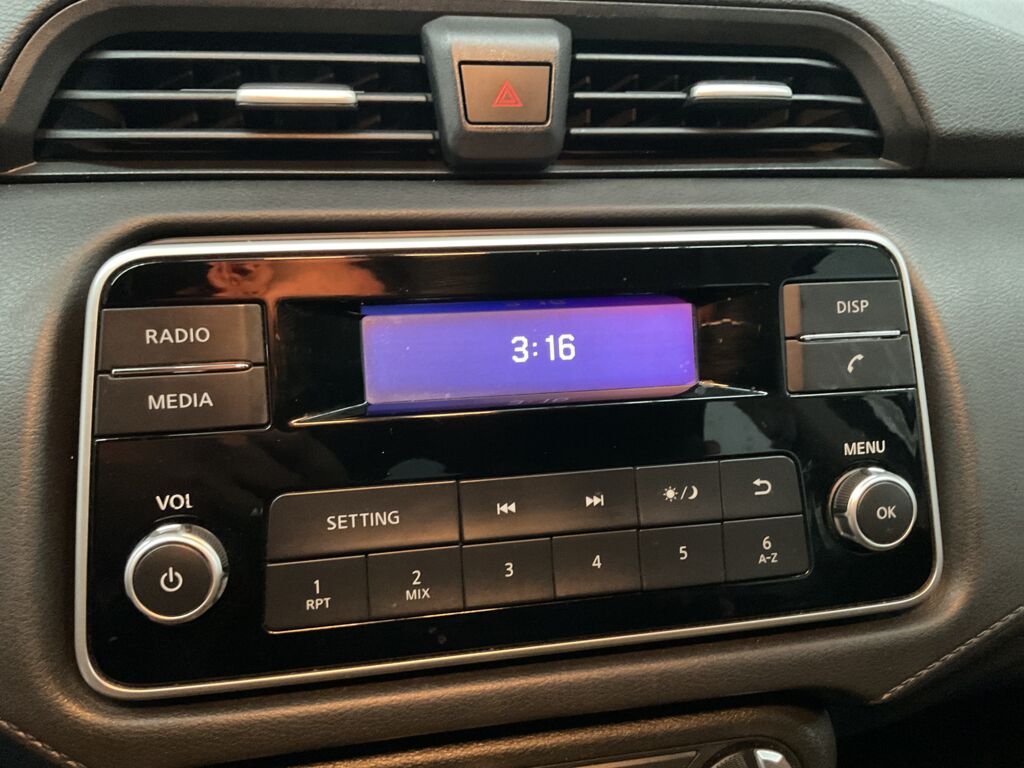 3:16
RADIO
MEDIA
DISP
VOL
MENU
OK
SETTING
1
RPT
2
MIX
3
4
5
6
A-Z